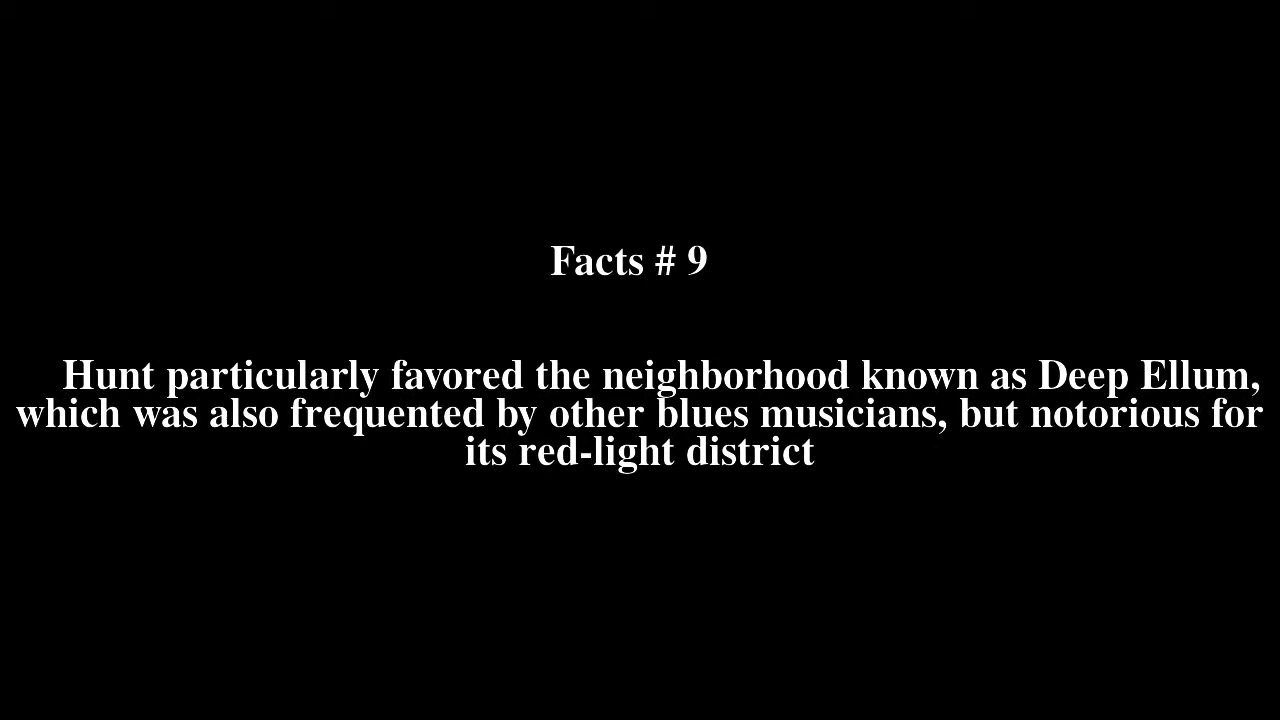 Facts # 9
Hunt particularly favored the neighborhood known as Deep Ellum,
which was also frequented by other blues musicians, but notorious for
its red-light district